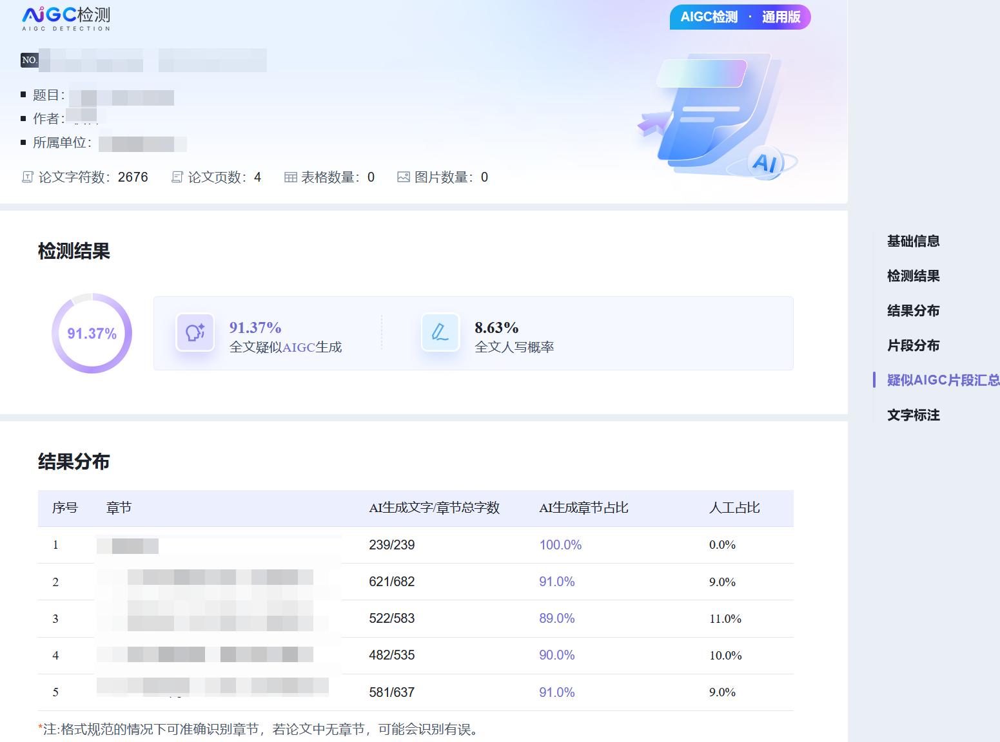 AIGC检测
AIGC DETECTION
AIGC检测 · 通用版
NO.
题目：
作者：
所属单位：
论文字符数：2676 论文页数：4 表格数量：0 图片数量：0
AI
检测结果
91.37%
91.37%
全文疑似AIGC生成
8.63%
全文人写概率
结果分布
序号 章节 AI生成文字/章节总字数 AI生成章节占比 人工占比
1 239/239 100.0% 0.0%
2 621/682 91.0% 9.0%
3 522/583 89.0% 11.0%
4 482/535 90.0% 10.0%
5 581/637 91.0% 9.0%
*注:格式规范的情况下可准确识别章节，若论文中无章节，可能会识别有误。
基础信息
检测结果
结果分布
片段分布
疑似AIGC片段汇总
文字标注